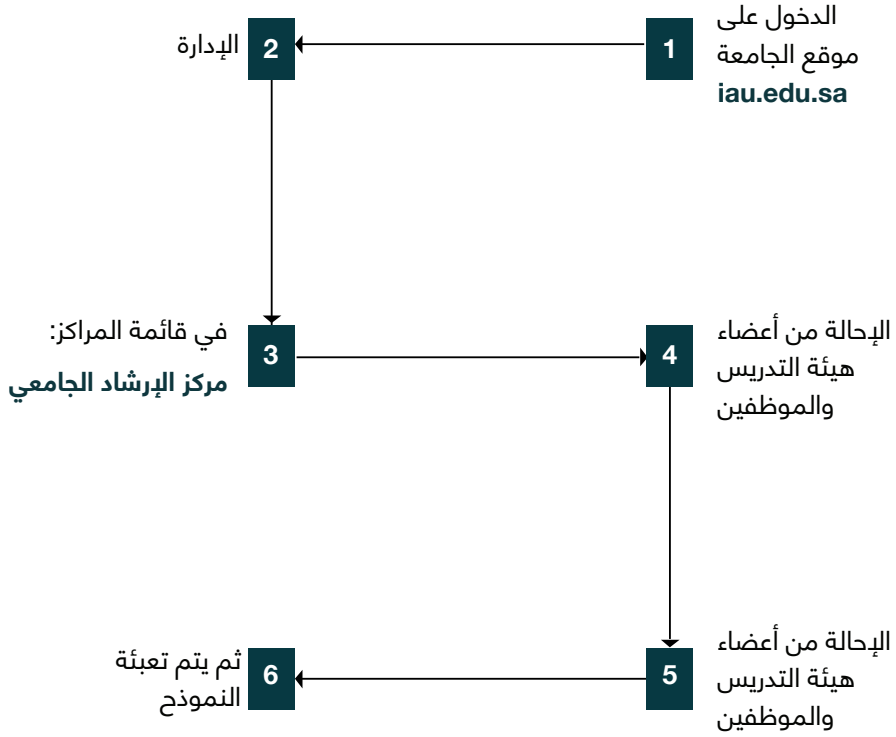 1
الدخول على
موقع الجامعة
iau.edu.sa
2
الإدارة
3
في قائمة المراكز:
مركز الإرشاد الجامعي
4
الإحالة من أعضاء
هيئة التدريس
والموظفين
5
الإحالة من أعضاء
هيئة التدريس
والموظفين
6
ثم يتم تعبئة
النموذح